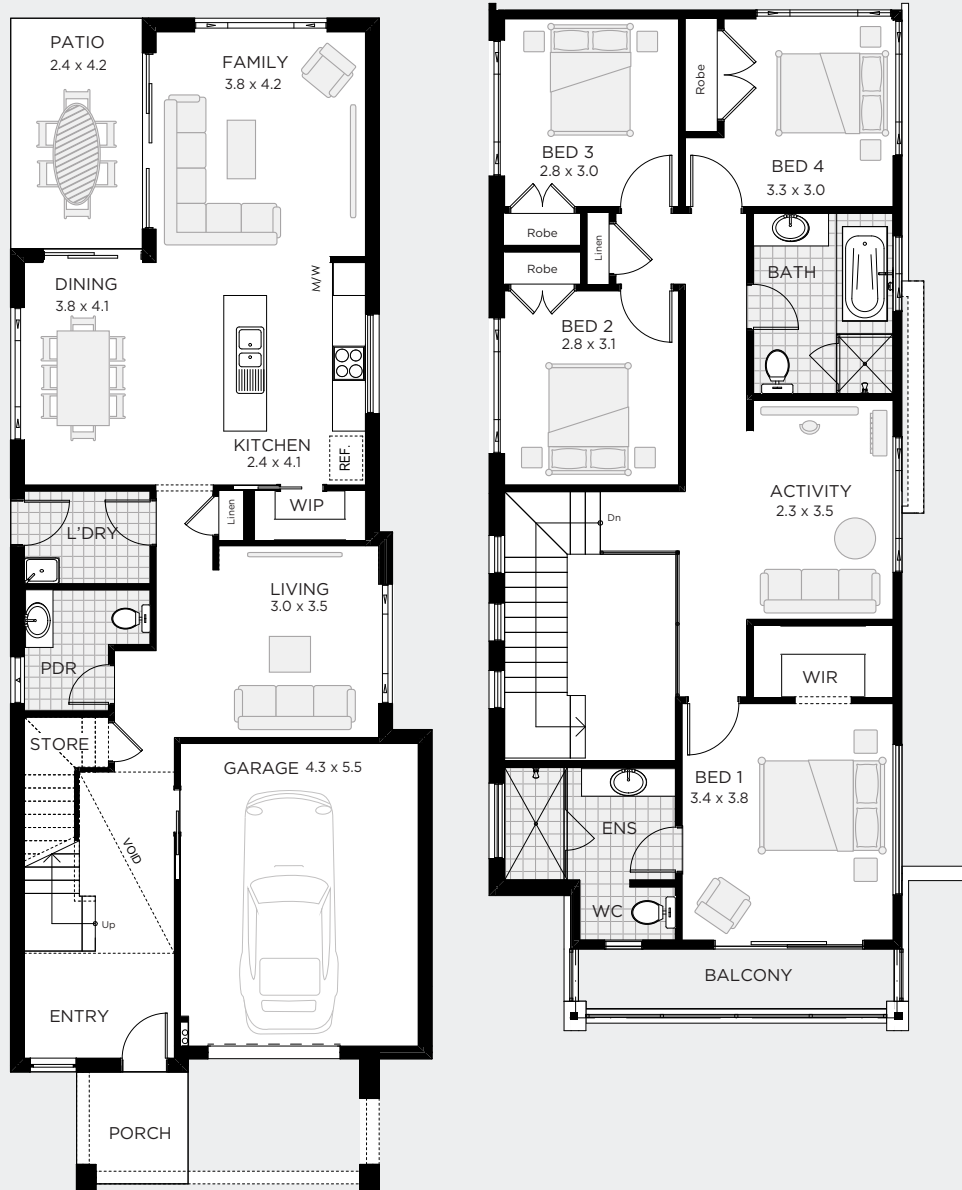 PATIO
2.4 x 4.2
FAMILY
3.8 x 4.2
DINING
3.8 x 4.1
M/W
KITCHEN
2.4 x 4.1
REF.
L'DRY
Linen
WIP
LIVING
3.0 x 3.5
PDR
STORE
GARAGE 4.3 x 5.5
VOID
Up
ENTRY
PORCH
BED 3
2.8 x 3.0
Robe
BED 4
3.3 x 3.0
Robe
Linen
Robe
BATH
BED 2
2.8 x 3.1
ACTIVITY
2.3 x 3.5
Dn
WIR
BED 1
3.4 x 3.8
ENS
WC
BALCONY